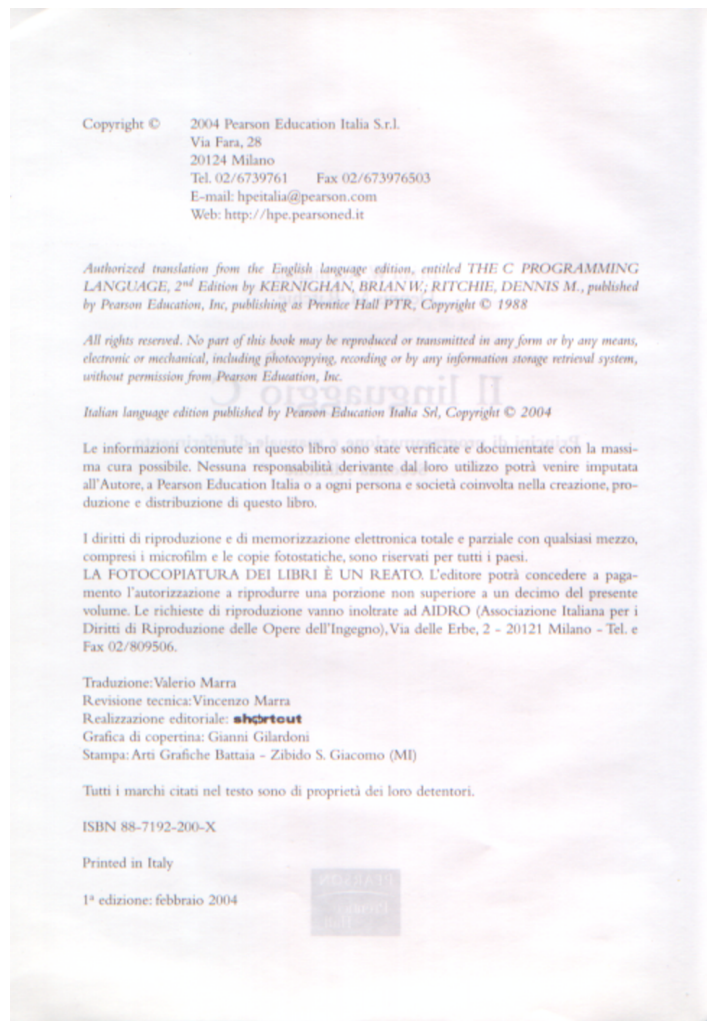 Copyright © 2004 Pearson Education Italia S.r.l.
Via Fara, 28
20124 Milano
Tel. 02/6739761 Fax 02/673976503
E-mail: hpeitalia@pearson.com
Web: http://hpe.pearsoned.it
Authorized translation from the English language edition, entitled THE C PROGRAMMING
LANGUAGE, 2nd Edition by KERNIGHAN, BRIAN W.; RITCHIE, DENNIS M., published
by Pearson Education, Inc, publishing as Prentice Hall PTR, Copyright © 1988
All rights reserved. No part of this book may be reproduced or transmitted in any form or by any means,
electronic or mechanical, including photocopying, recording or by any information storage retrieval system,
without permission from Pearson Education, Inc.
Il linguaggio C
Italian language edition published by Pearson Education Italia Srl, Copyright © 2004
Le informazioni contenute in questo libro sono state verificate e documentate con la massi-
ma cura possibile. Nessuna responsabilità derivante dal loro utilizzo potrà venire imputata
all'Autore, a Pearson Education Italia o a ogni persona e società coinvolta nella creazione, pro-
duzione e distribuzione di questo libro.
I diritti di riproduzione e di memorizzazione elettronica totale e parziale con qualsiasi mezzo,
compresi i microfilm e le copie fotostatiche, sono riservati per tutti i paesi.
LA FOTOCOPIATURA DEI LIBRI È UN REATO. L'editore potrà concedere a paga-
mento l'autorizzazione a riprodurre una porzione non superiore a un decimo del presente
volume. Le richieste di riproduzione vanno inoltrate ad AIDRO (Associazione Italiana per i
Diritti di Riproduzione delle Opere dell'Ingegno), Via delle Erbe, 2 - 20121 Milano - Tel. e
Fax 02/809506.
Traduzione: Valerio Marra
Revisione tecnica: Vincenzo Marra
Realizzazione editoriale: shortout
Grafica di copertina: Gianni Gilardoni
Stampa: Arti Grafiche Battaia - Zibido S. Giacomo (MI)
Tutti i marchi citati nel testo sono di proprietà dei loro detentori.
ISBN 88-7192-200-X
Printed in Italy
1ª edizione: febbraio 2004
PEARSON